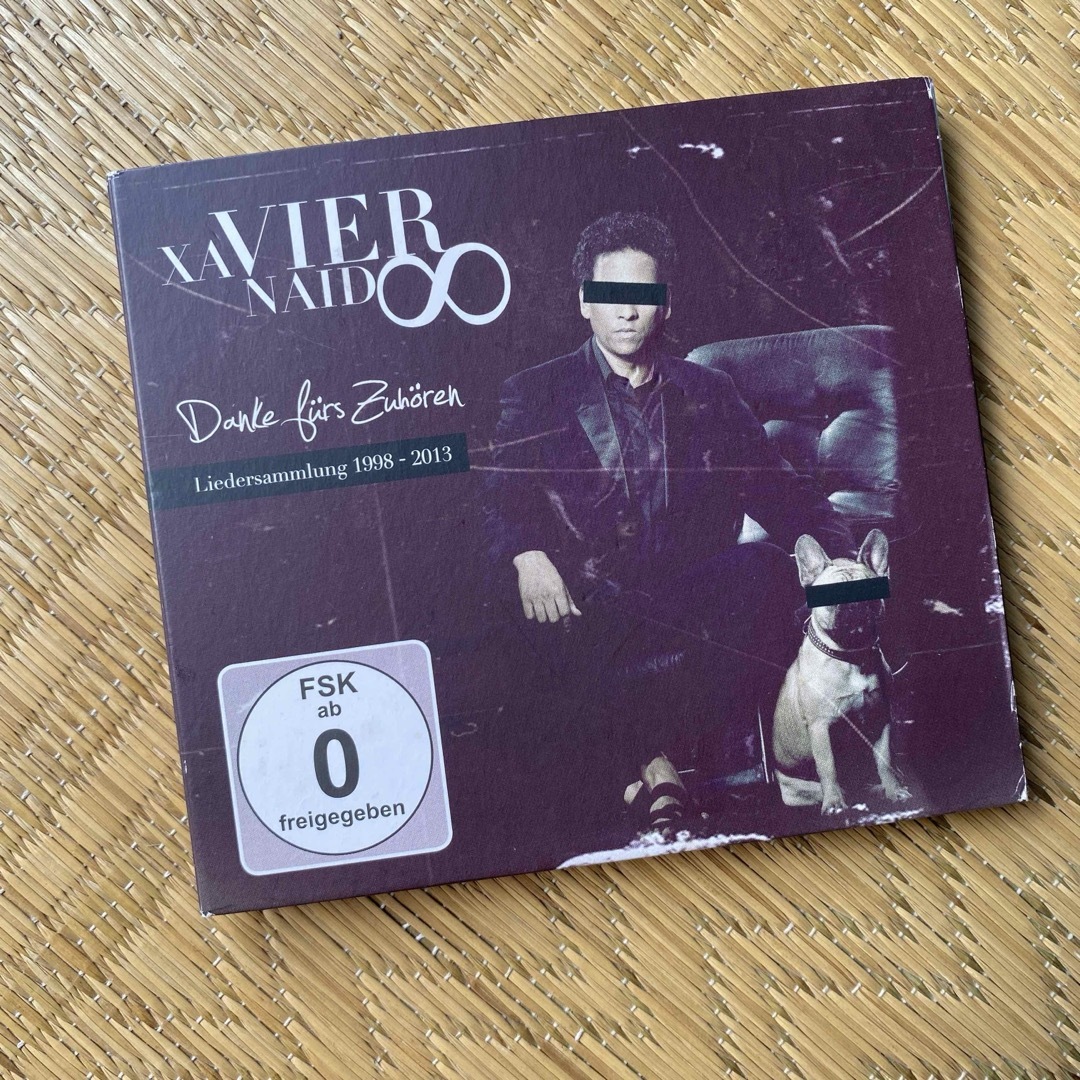 XAVIER
NAIDOO
Danke fürs Zuhören
Liedersammlung 1998 - 2013
FSK
ab
0
freigegeben